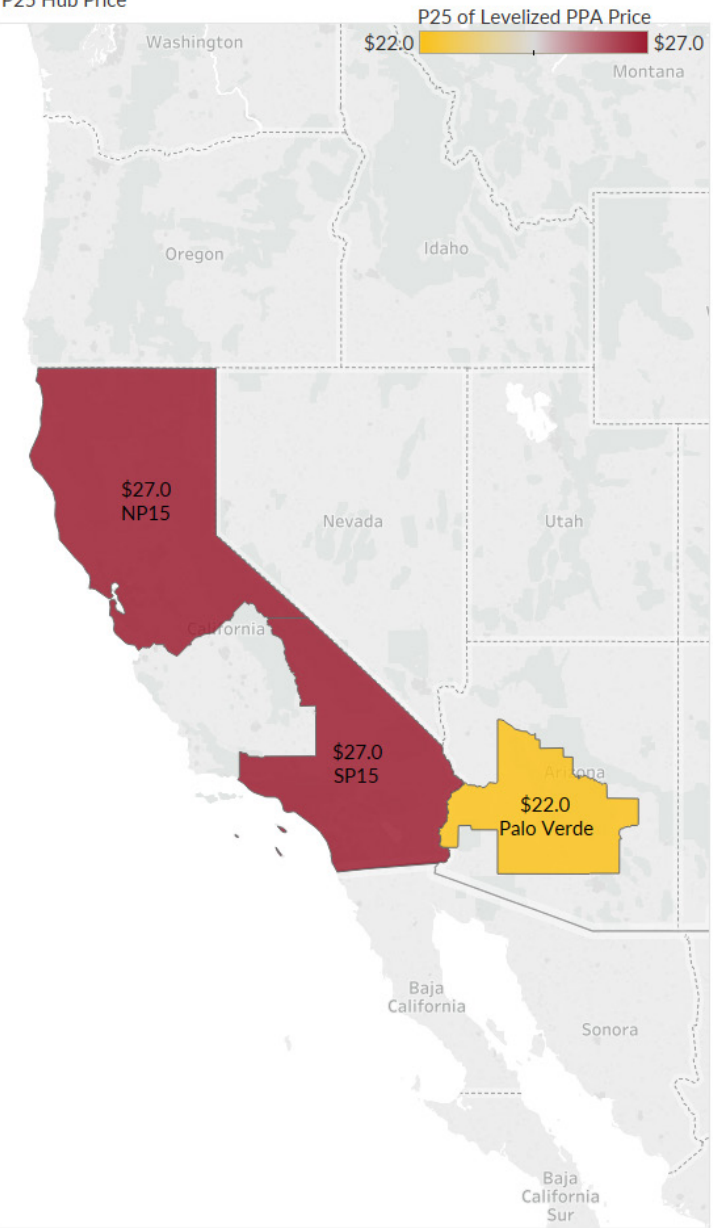 P25 Hub Price
P25 of Levelized PPA Price
$22.0
$27.0
Washington
Montana
Oregon
Idaho
$27.0
NP15
Nevada
Utah
California
$27.0
SP15
Arizona
$22.0
Palo Verde
Baja
California
Sonora
Baja
California
Sur